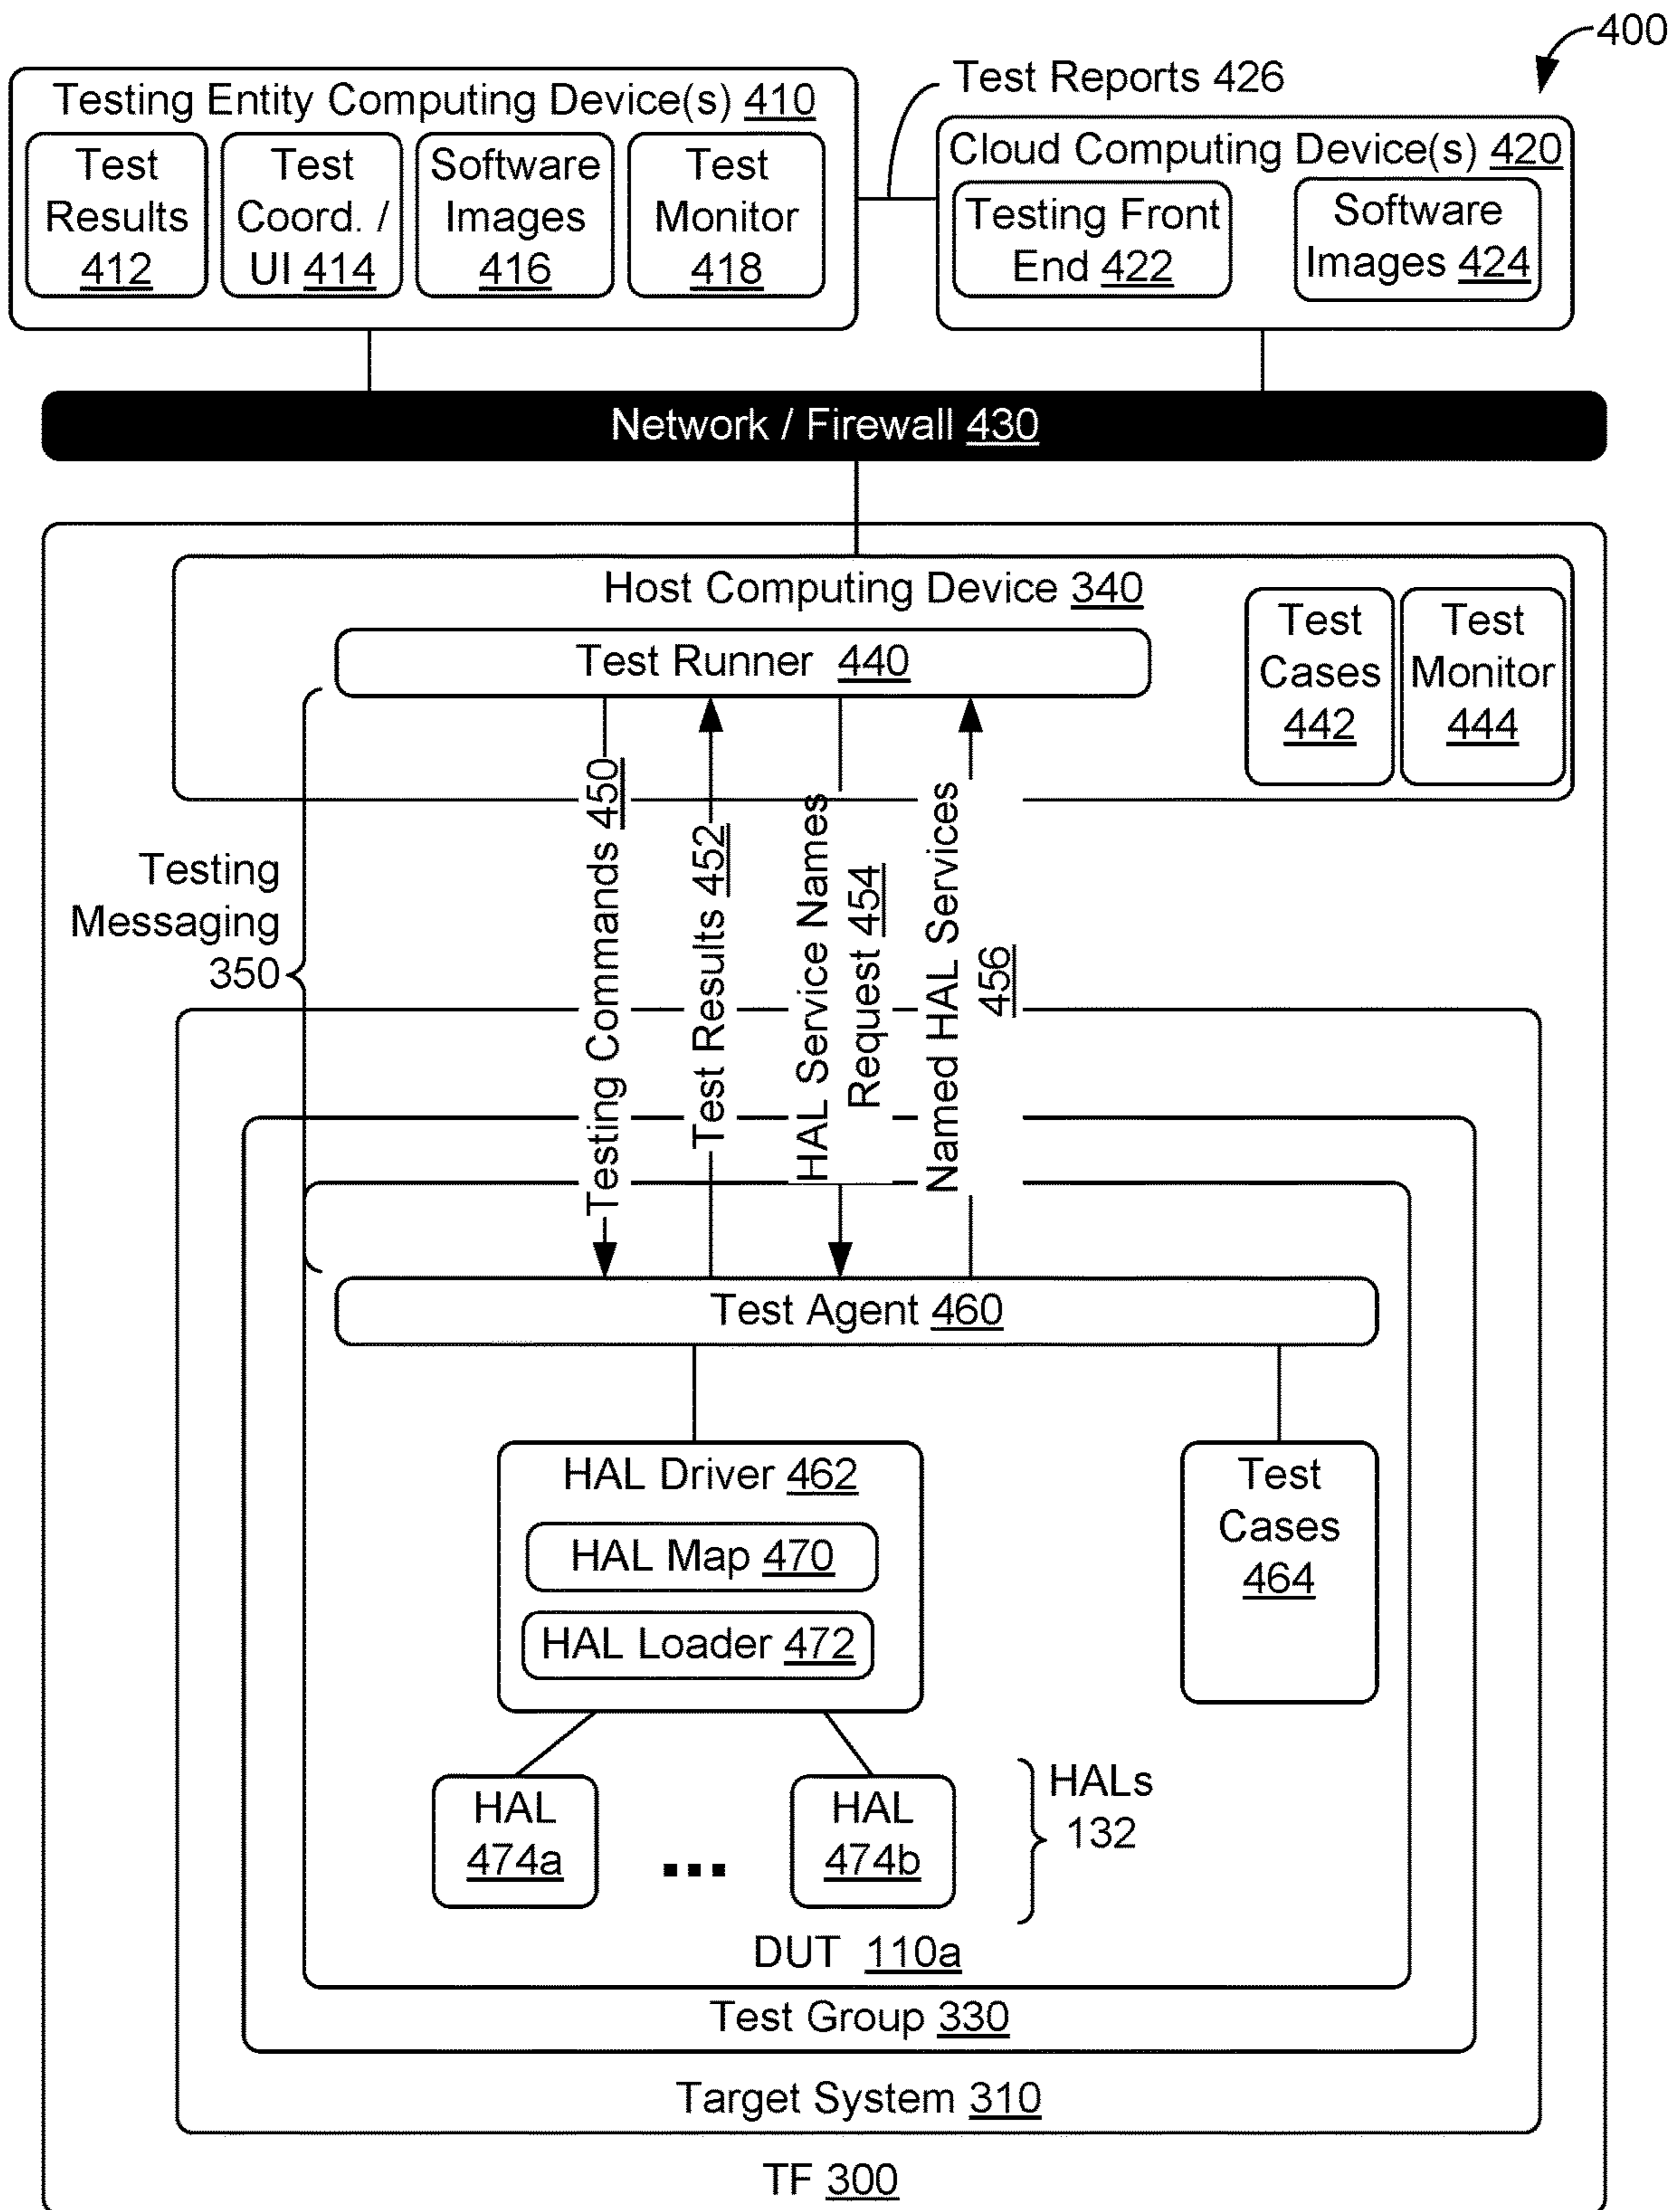 400
Test Reports 426
Testing Entity Computing Device(s) 410
Test
Results
412
Test
Coord. /
UI 414
Software
Images
416
Test
Monitor
418
Cloud Computing Device(s) 420
Testing Front
End 422
Software
Images 424
Network / Firewall 430
Host Computing Device 340
Test Runner 440
Test
Cases
442
Test
Monitor
444
Testing
Messaging
350
Testing Commands 450
Test Results 452
HAL Service Names
Request 454
Named HAL Services
456
Test Agent 460
HAL Driver 462
HAL Map 470
HAL Loader 472
Test
Cases
464
HAL
474a
...
HAL
474b
HALs
132
DUT 110a
Test Group 330
Target System 310
TF 300